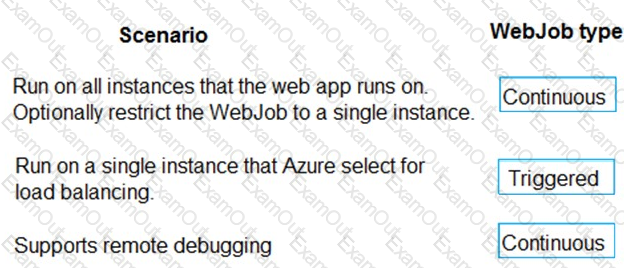 Scenario
WebJob type
Run on all instances that the web app runs on.
Optionally restrict the WebJob to a single instance.
Continuous
Run on a single instance that Azure select for
load balancing.
Triggered
Supports remote debugging
Continuous